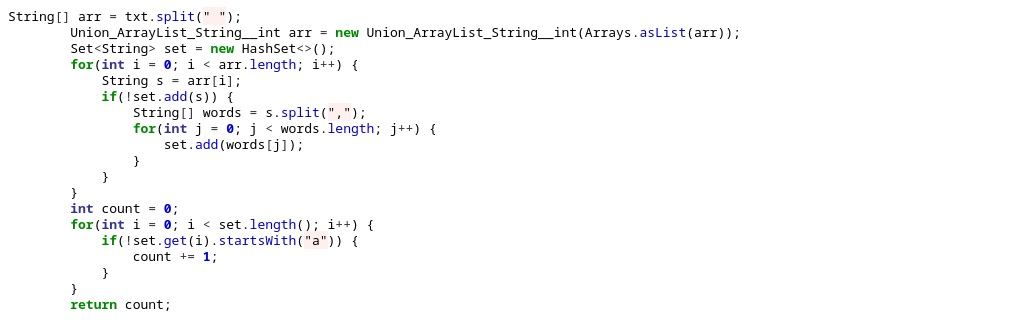 String[] arr = txt.split(" ");
        Union_ArrayList_String__int arr = new Union_ArrayList_String__int(Arrays.asList(arr));
        Set<String> set = new HashSet<>();
        for(int i = 0; i < arr.length; i++) {
            String s = arr[i];
            if(!set.add(s)) {
                String[] words = s.split(",");
                for(int j = 0; j < words.length; j++) {
                    set.add(words[j]);
                }
            }
        }
        int count = 0;
        for(int i = 0; i < set.length(); i++) {
            if(!set.get(i).startsWith("a")) {
                count += 1;
            }
        }
        return count;